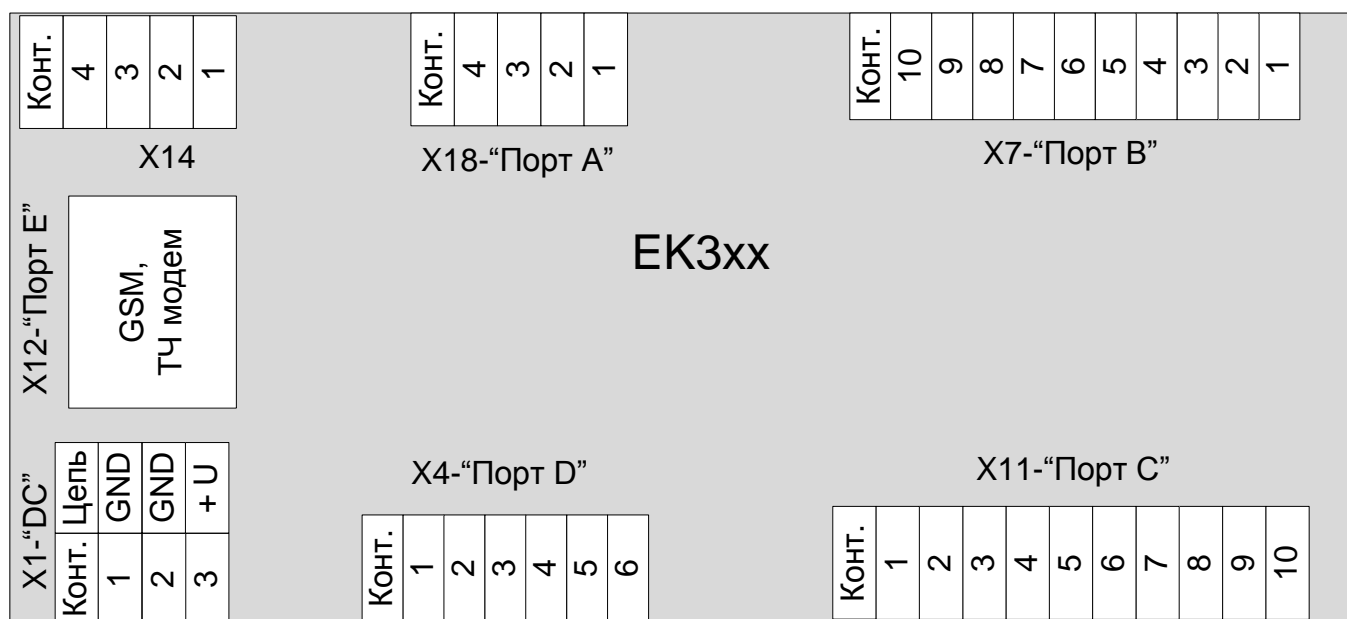 Конт. 4 3 2 1
X14
Конт. 4 3 2 1
X18-“Порт A”
Конт. 10 9 8 7 6 5 4 3 2 1
X7-“Порт B”
X12-“Порт E”
GSM,
ТЧ модем
EK3xx
X1-“DC”
Цепь GND GND + U
Конт. 1 2 3
X4-“Порт D”
Конт. 1 2 3 4 5 6
X11-“Порт C”
Конт. 1 2 3 4 5 6 7 8 9 10